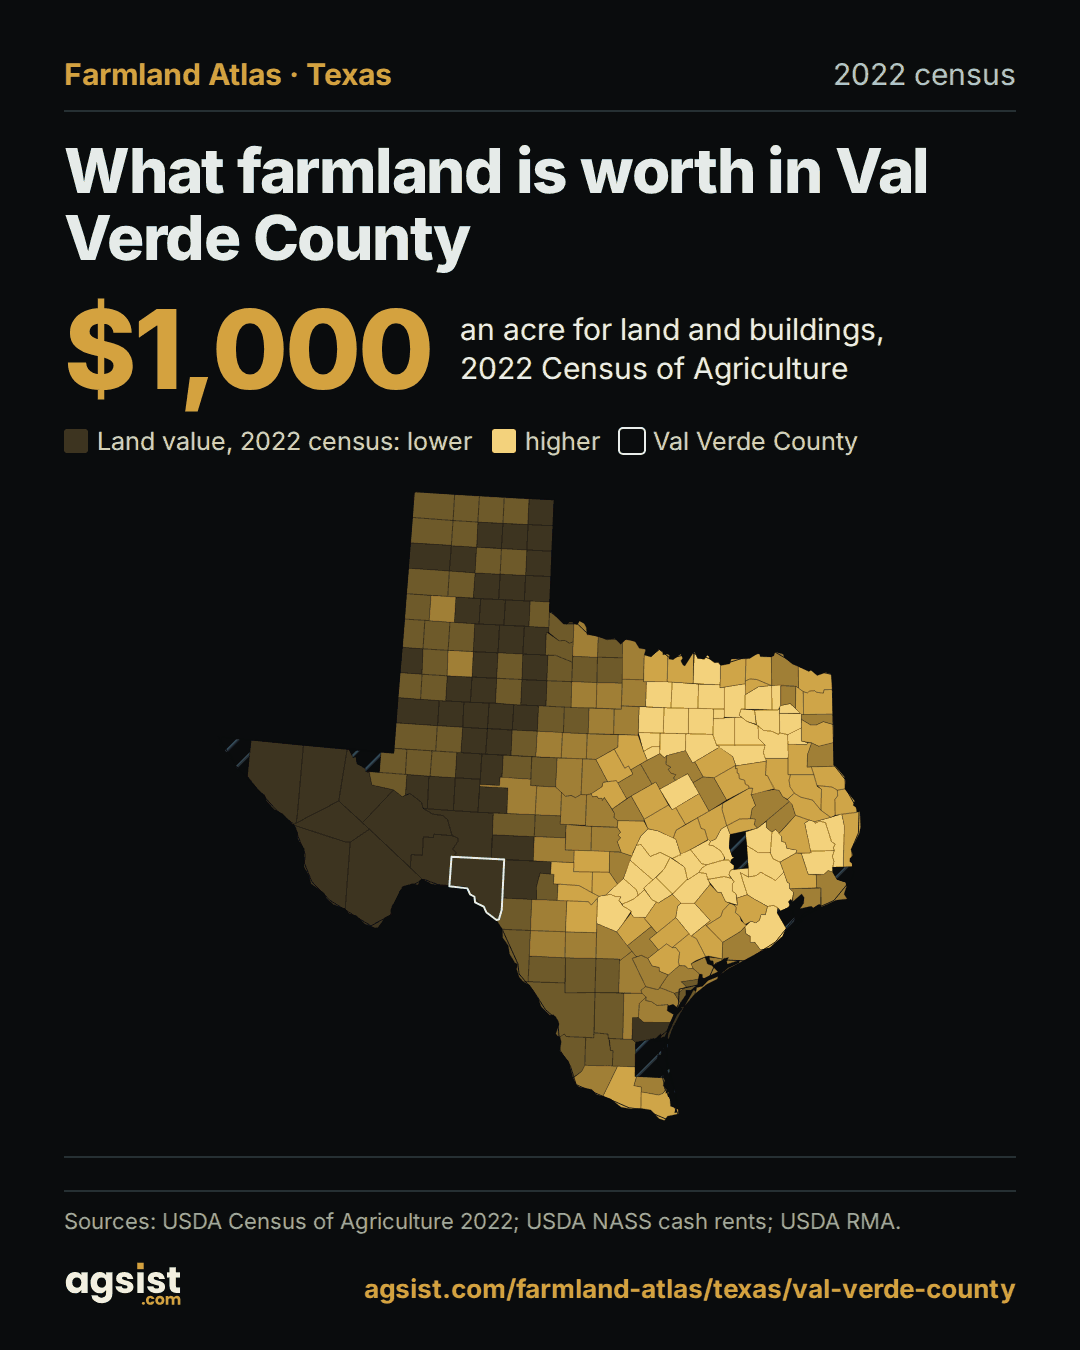 Farmland Atlas · Texas
2022 census
What farmland is worth in Val
Verde County
$1,000
an acre for land and buildings,
2022 Census of Agriculture
Land value, 2022 census: lower
higher
Val Verde County
Sources: USDA Census of Agriculture 2022; USDA NASS cash rents; USDA RMA.
agsist
.com
agsist.com/farmland-atlas/texas/val-verde-county